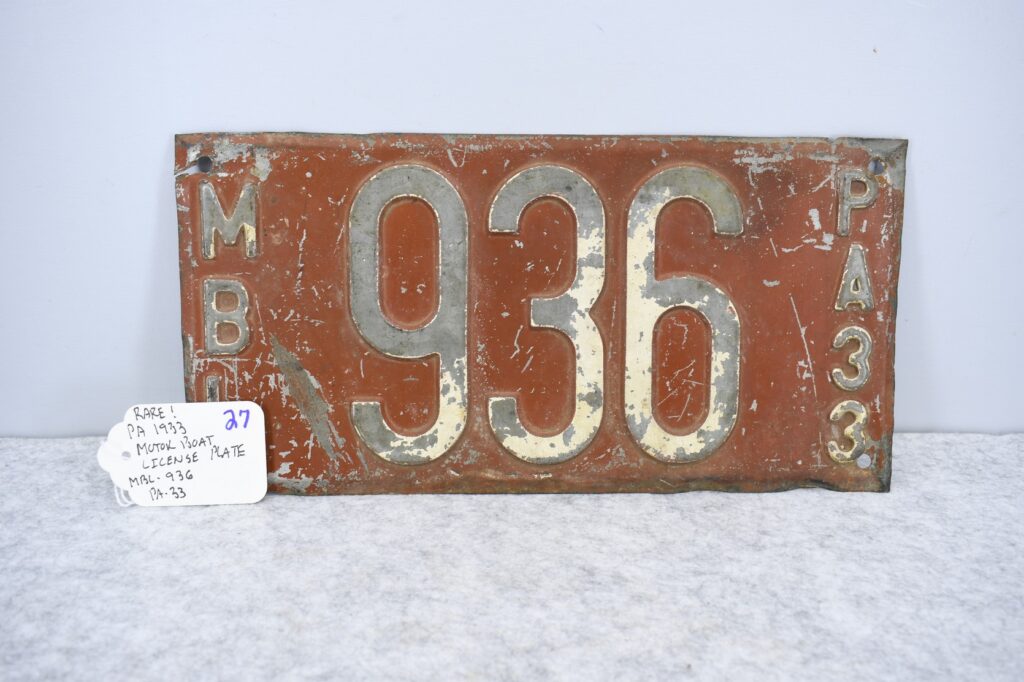 M
B
L
936
P
A
3
3
RARE!
27
PA 1933
MOTOR BOAT
LICENSE PLATE
MBL-936
PA-33